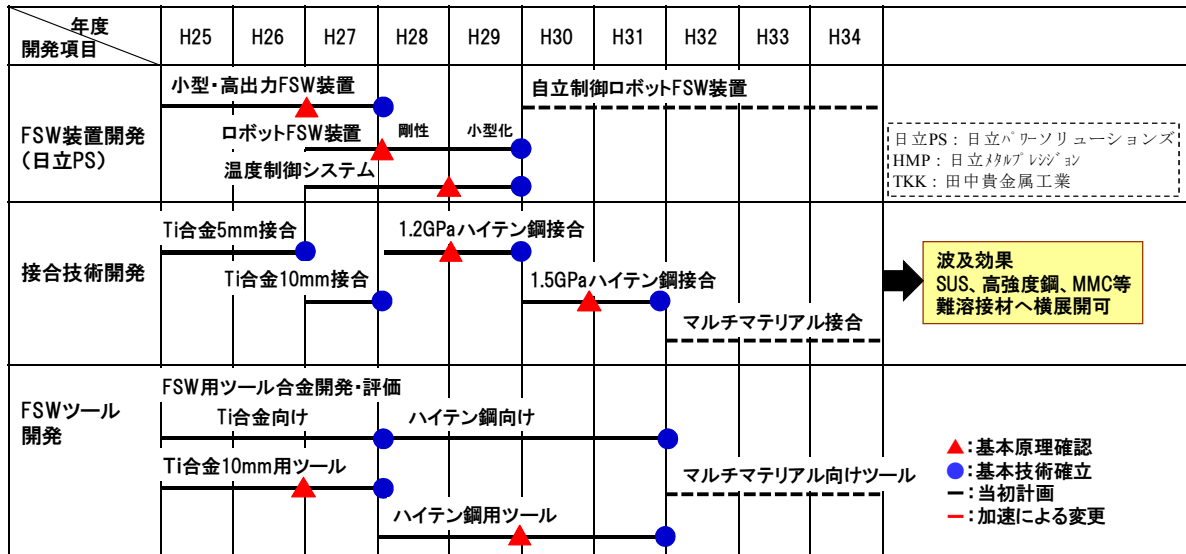 年度
開発項目
H25
H26
H27
H28
H29
H30
H31
H32
H33
H34
FSW装置開発
（日立PS）
小型・高出力FSW装置
自立制御ロボットFSW装置
ロボットFSW装置
剛性
小型化
温度制御システム
日立PS：日立パワーソリューションズ
HMP：日立メタルプレシジョン
TKK：田中貴金属工業
接合技術開発
Ti合金5mm接合
1.2GPaハイテン鋼接合
Ti合金10mm接合
1.5GPaハイテン鋼接合
マルチマテリアル接合
波及効果
SUS、高強度鋼、MMC等
難溶接材へ横展開可
FSWツール
開発
FSW用ツール合金開発・評価
Ti合金向け
ハイテン鋼向け
Ti合金10mm用ツール
マルチマテリアル向けツール
ハイテン鋼用ツール
▲：基本原理確認
●：基本技術確立
ー：当初計画
ー：加速による変更